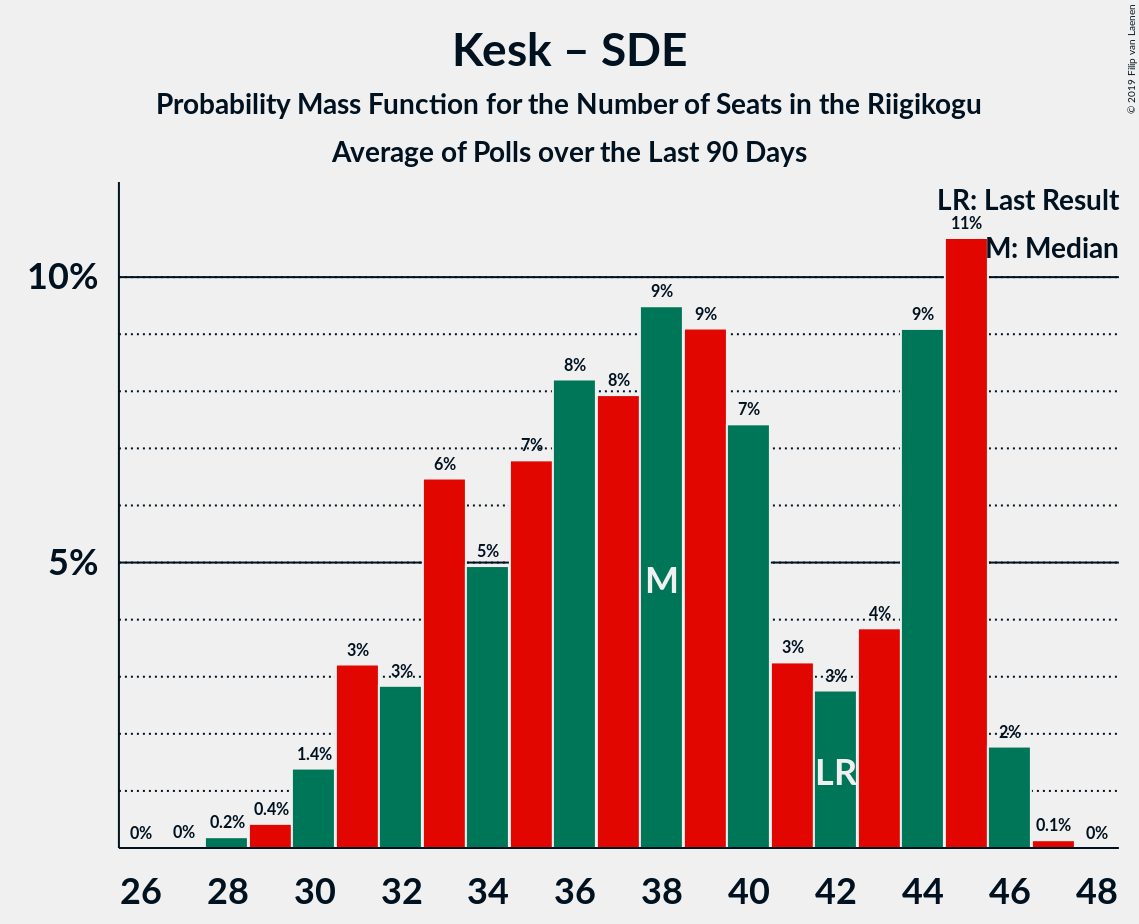 Kesk – SDE
Probability Mass Function for the Number of Seats in the Riigikogu
Average of Polls over the Last 90 Days
© 2019 Filip van Laenen
LR: Last Result
M: Median
10%
5%
0%
0%
0.2%
0.4%
1.4%
3%
3%
6%
5%
7%
8%
8%
9%
9%
7%
3%
3%
4%
9%
11%
2%
0.1%
0%
M
LR
26 28 30 32 34 36 38 40 42 44 46 48